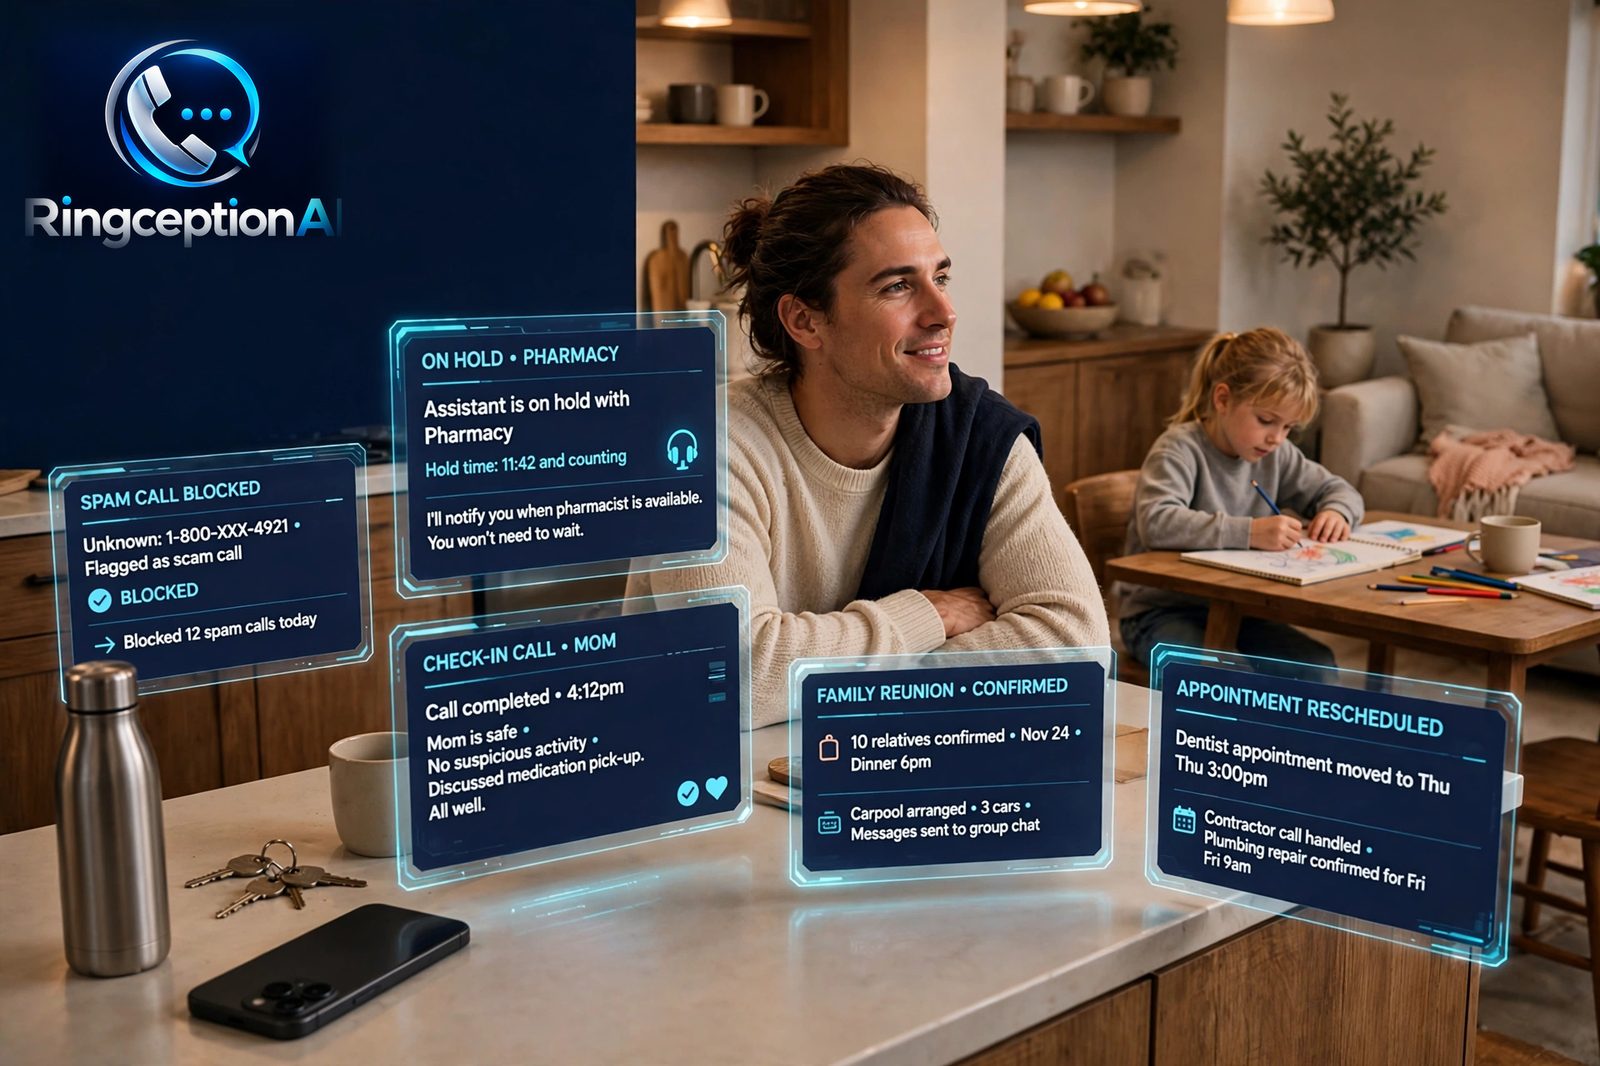 RingceptionAI
ON HOLD • PHARMACY
Assistant is on hold with
Pharmacy
Hold time: 11:42 and counting
I'll notify you when pharmacist is available.
You won't need to wait.
SPAM CALL BLOCKED
Unknown: 1-800-XXX-4921 •
Flagged as scam call
BLOCKED
→ Blocked 12 spam calls today
CHECK-IN CALL • MOM
Call completed • 4:12pm
Mom is safe •
No suspicious activity •
Discussed medication pick-up.
All well.
FAMILY REUNION • CONFIRMED
10 relatives confirmed • Nov 24 •
Dinner 6pm
Carpool arranged • 3 cars •
Messages sent to group chat
APPOINTMENT RESCHEDULED
Dentist appointment moved to Thu
Thu 3:00pm
Contractor call handled •
Plumbing repair confirmed for Fri
Fri 9am